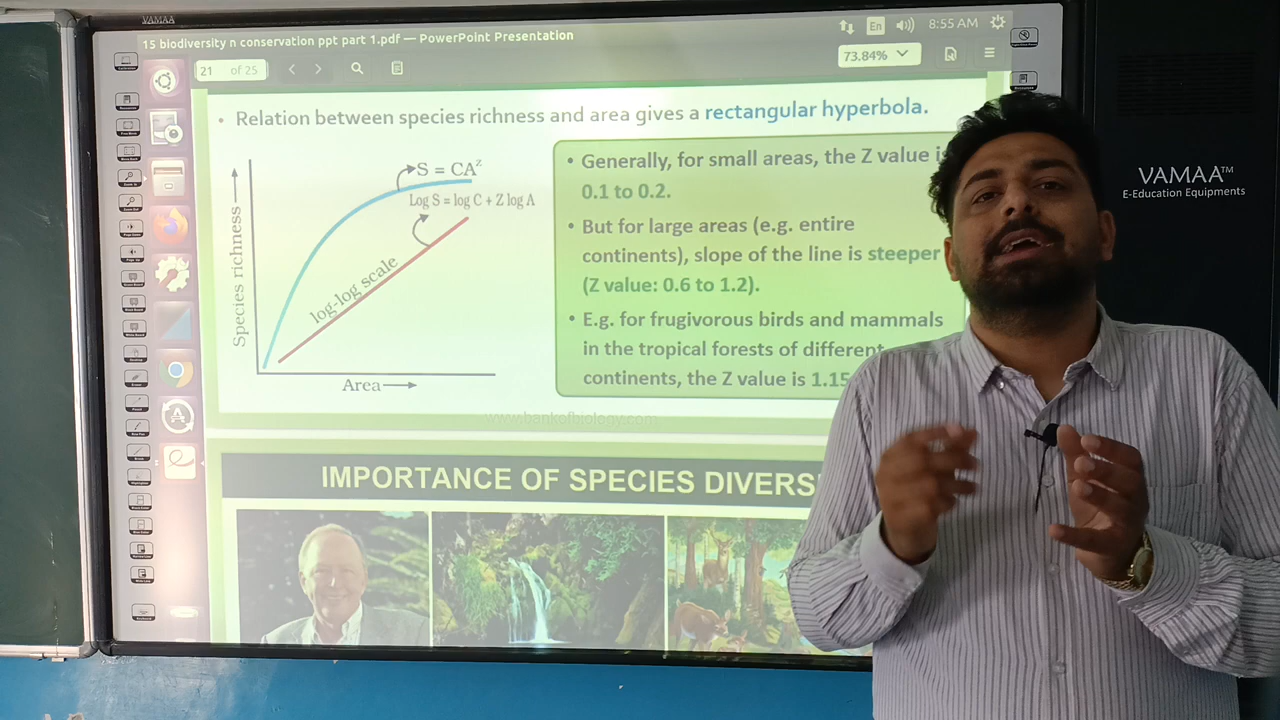 VAMAA
15 biodiversity n conservation ppt part 1.pdf — PowerPoint Presentation
En
8:55 AM
21 of 25
73.84%
• Relation between species richness and area gives a rectangular hyperbola.
S = CAᶻ
Log S = log C + Z log A
log-log scale
Species richness
Area
• Generally, for small areas, the Z value is
0.1 to 0.2.
• But for large areas (e.g. entire
continents), slope of the line is steeper
(Z value: 0.6 to 1.2).
• E.g. for frugivorous birds and mammals
in the tropical forests of different
continents, the Z value is 1.15
www.bankofbiology.com
IMPORTANCE OF SPECIES DIVERS
VAMAA™
E-Education Equipments